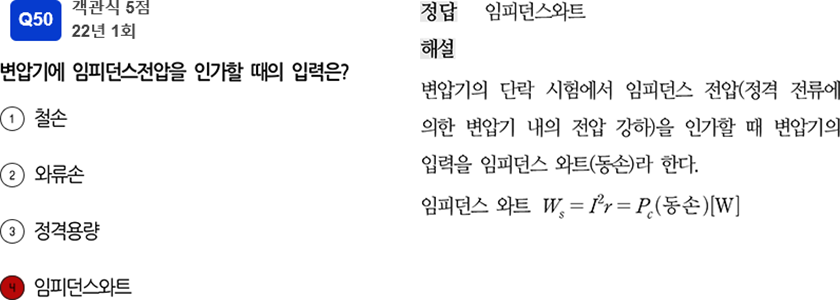 Q50
객관식 5점
22년 1회
변압기에 임피던스전압을 인가할 때의 입력은?
1 철손
2 와류손
3 정격용량
4 임피던스와트
정답 임피던스와트
해설
변압기의 단락 시험에서 임피던스 전압(정격 전류에
의한 변압기 내의 전압 강하)을 인가할 때 변압기의
입력을 임피던스 와트(동손)라 한다.
임피던스 와트 Wₛ = I²r = P_c(동손)[W]